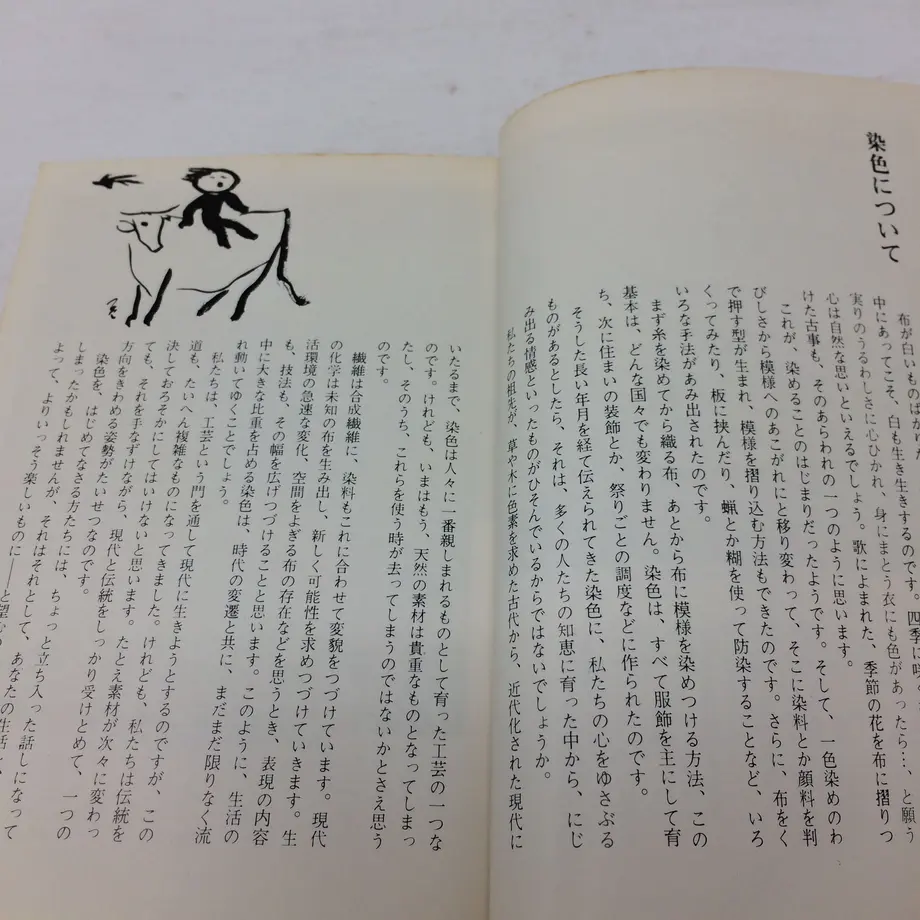 染色について
布が白いものばかりだ
中にあってこそ、白も生き生きするのです。四季に咲
実りのうるわしさに心ひかれ、身にまとう衣にも色があったら…、と願う
心は自然な思いといえるでしょう。歌によまれた、季節の花を布に摺りつ
けた古事も、そのあらわれの一つのように思います。
これが、染めることのはじまりだったようです。そして、一色染めのわ
びしさから模様へのあこがれにと移り変わって、そこに染料とか顔料を判
で押す型が生まれ、模様を摺り込む方法もできたのです。さらに、布をく
くってみたり、板に挟んだり、蝋とか糊を使って防染することなど、いろ
いろな手法があみ出されたのです。
まず糸を染めてから織る布、あとから布に模様を染めつける方法、この
基本は、どんな国々でも変わりません。染色は、すべて服飾を主にして育
ち、次に住まいの装飾とか、祭りごとの調度などに作られたのです。
そうした長い年月を経て伝えられてきた染色に、私たちの心をゆさぶる
ものがあるとしたら、それは、多くの人たちの知恵に育った中から、にじ
み出る情感といったものがひそんでいるからではないでしょうか。
私たちの祖先が、草や木に色素を求めた古代から、近代化された現代に
いたるまで、染色は人々に一番親しまれるものとして育った工芸の一つな
のです。けれども、いまはもう、天然の素材は貴重なものとなってしまっ
たし、そのうち、これらを使う時が去ってしまうのではないかとさえ思う
のです。
繊維は合成繊維に、染料もこれに合わせて変貌をつづけています。現代
の化学は未知の布を生み出し、新しく可能性を求めつづけていきます。生
活環境の急速な変化、空間をよぎる布の存在などを思うとき、表現の内容
も、技法も、その幅を広げつづけることと思います。このように、生活の
中に大きな比重を占める染色は、時代の変遷と共に、まだまだ限りなく流
れ動いてゆくことでしょう。
私たちは、工芸という門を通して現代に生きようとするのですが、この
道も、たいへん複雑なものになってきました。けれども、私たちは伝統を
決しておろそかにしてはいけないと思います。たとえ素材が次々に変わっ
ても、それを手なずけながら、現代と伝統をしっかり受けとめて、一つの
方向をきわめる姿勢がたいせつなのです。
染色を、はじめてなさる方たちには、ちょっと立ち入った話しになって
しまったかもしれませんが、それはそれとして、あなたの生活
よって、よりいっそう楽しいものに――と望